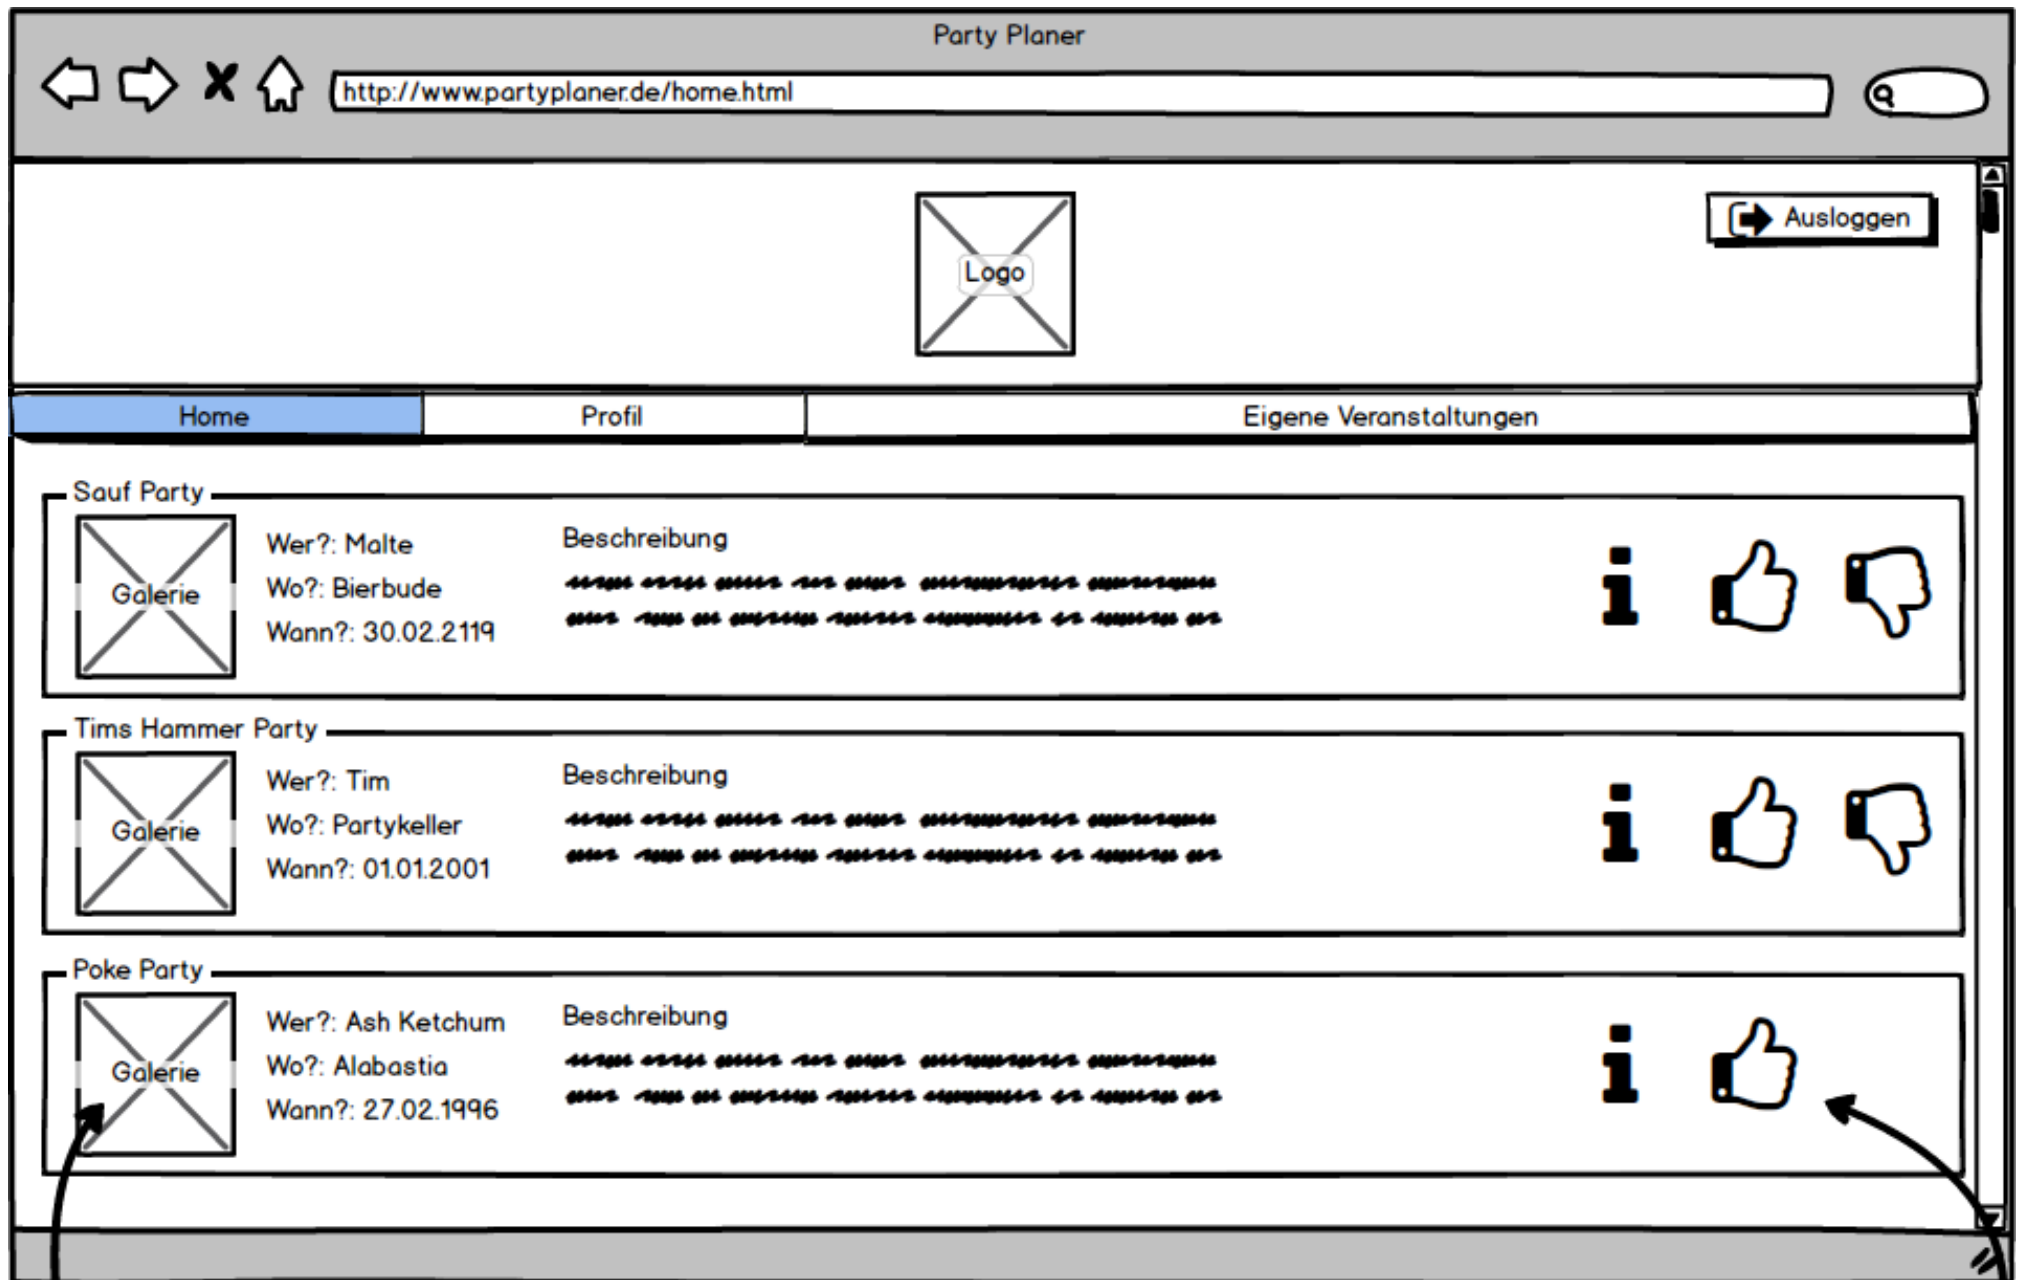 Party Planer
http://www.partyplaner.de/home.html
Logo
Ausloggen
Home
Profil
Eigene Veranstaltungen
Sauf Party
Galerie
Wer?: Malte
Wo?: Bierbude
Wann?: 30.02.2119
Beschreibung
Tims Hammer Party
Galerie
Wer?: Tim
Wo?: Partykeller
Wann?: 01.01.2001
Beschreibung
Poke Party
Galerie
Wer?: Ash Ketchum
Wo?: Alabastia
Wann?: 27.02.1996
Beschreibung